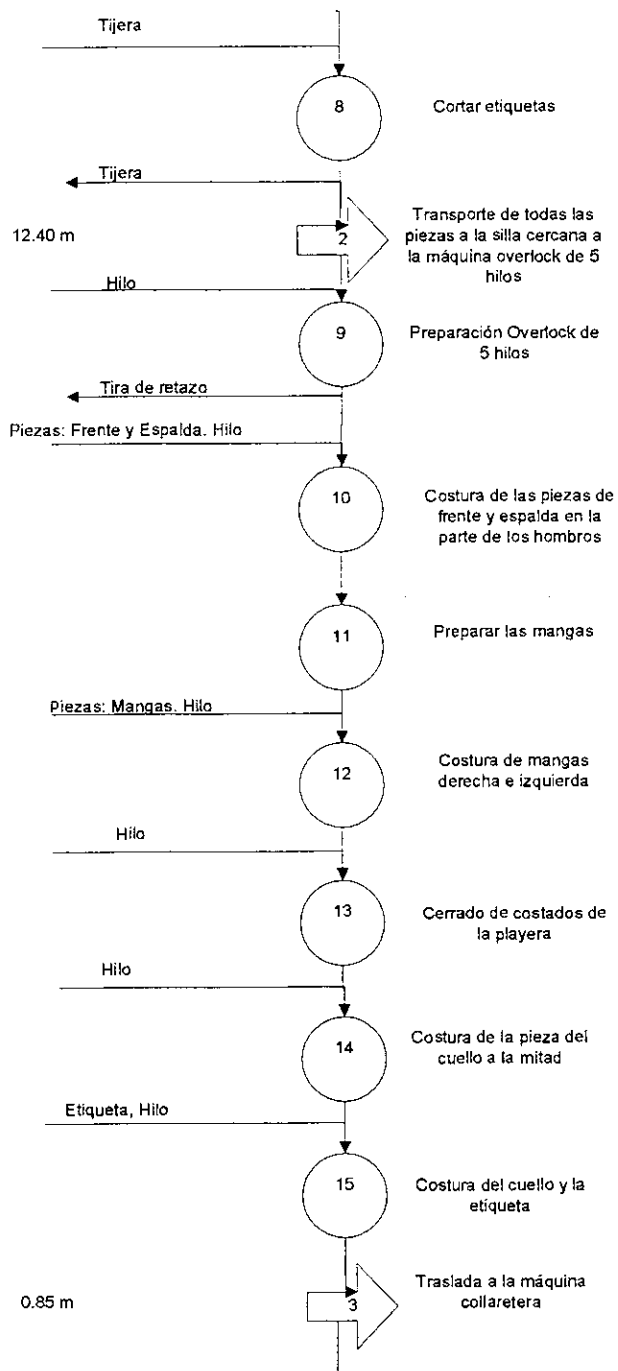 Tijera
8
Cortar etiquetas
Tijera
12.40 m
2
Transporte de todas las
piezas a la silla cercana a
la máquina overlock de 5
hilos
Hilo
9
Preparación Overlock de
5 hilos
Tira de retazo
Piezas: Frente y Espalda. Hilo
10
Costura de las piezas de
frente y espalda en la
parte de los hombros
11
Preparar las mangas
Piezas: Mangas. Hilo
12
Costura de mangas
derecha e izquierda
Hilo
13
Cerrado de costados de
la playera
Hilo
14
Costura de la pieza del
cuello a la mitad
Etiqueta, Hilo
15
Costura del cuello y la
etiqueta
0.85 m
3
Traslada a la máquina
collaretera